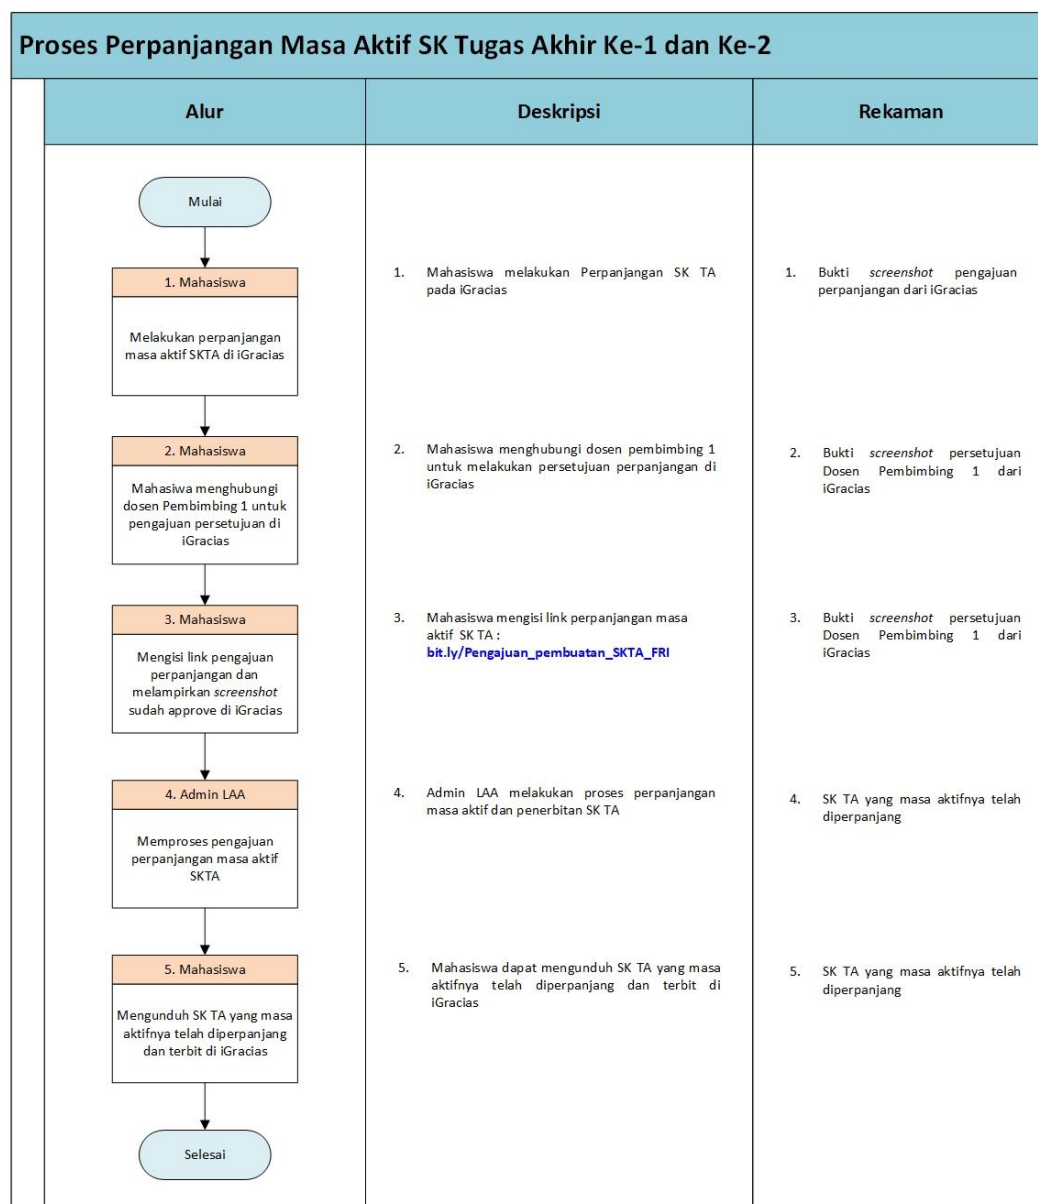 Proses Perpanjangan Masa Aktif SK Tugas Akhir Ke-1 dan Ke-2
Alur
Deskripsi
Rekaman
Mulai
1. Mahasiswa
Melakukan perpanjangan
masa aktif SKTA di iGracias
1. Mahasiswa melakukan Perpanjangan SK TA
pada iGracias
1. Bukti screenshot pengajuan
perpanjangan dari iGracias
2. Mahasiswa
Mahasiwa menghubungi
dosen Pembimbing 1 untuk
pengajuan persetujuan di
iGracias
2. Mahasiswa menghubungi dosen pembimbing 1
untuk melakukan persetujuan perpanjangan di
iGracias
2. Bukti screenshot persetujuan
Dosen Pembimbing 1 dari
iGracias
3. Mahasiswa
Mengisi link pengajuan
perpanjangan dan
melampirkan screenshot
sudah approve di iGracias
3. Mahasiswa mengisi link perpanjangan masa
aktif SK TA :
bit.ly/Pengajuan_pembuatan_SKTA_FRI
3. Bukti screenshot persetujuan
Dosen Pembimbing 1 dari
iGracias
4. Admin LAA
Memproses pengajuan
perpanjangan masa aktif
SKTA
4. Admin LAA melakukan proses perpanjangan
masa aktif dan penerbitan SK TA
4. SK TA yang masa aktifnya telah
diperpanjang
5. Mahasiswa
Mengunduh SK TA yang masa
aktifnya telah diperpanjang
dan terbit di iGracias
5. Mahasiswa dapat mengunduh SK TA yang masa
aktifnya telah diperpanjang dan terbit di
iGracias
5. SK TA yang masa aktifnya telah
diperpanjang
Selesai